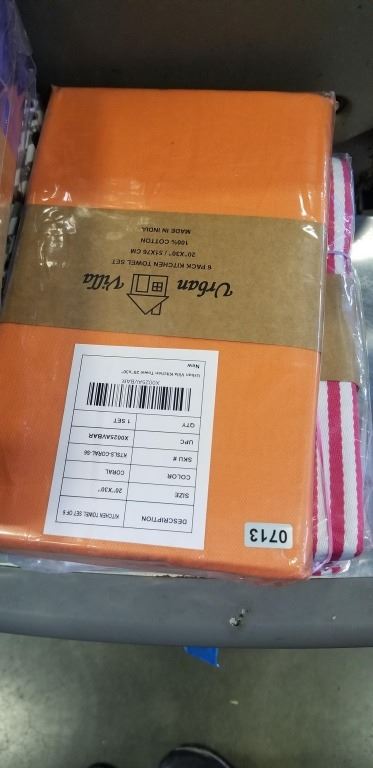 Urban Villa
6 PACK KITCHEN TOWEL SET
20"X30" / 51X76 CM
100% COTTON
MADE IN INDIA
0713
DESCRIPTION KITCHEN TOWEL SET OF 6
SIZE 20"X30"
COLOR CORAL
SKU # KTSLS-CORAL-S6
UPC X0025AVBAR
QTY 1 SET
X0025AVBAR
Urban Villa Kitchen Towel 20"x30"
New